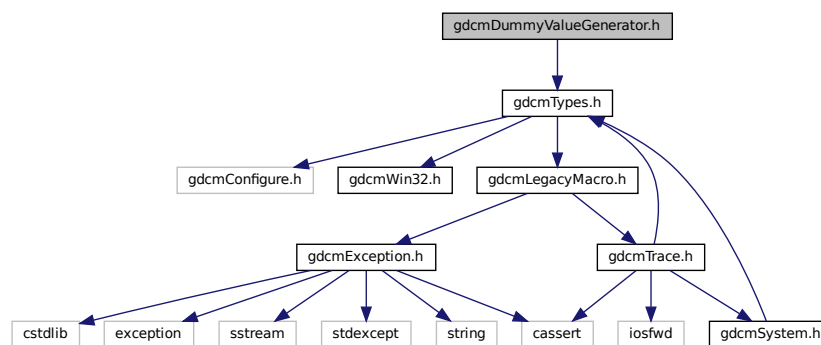 gdcmDummyValueGenerator.h
gdcmTypes.h
gdcmConfigure.h
gdcmWin32.h
gdcmLegacyMacro.h
gdcmException.h
gdcmTrace.h
cstdlib
exception
sstream
stdexcept
string
cassert
iosfwd
gdcmSystem.h